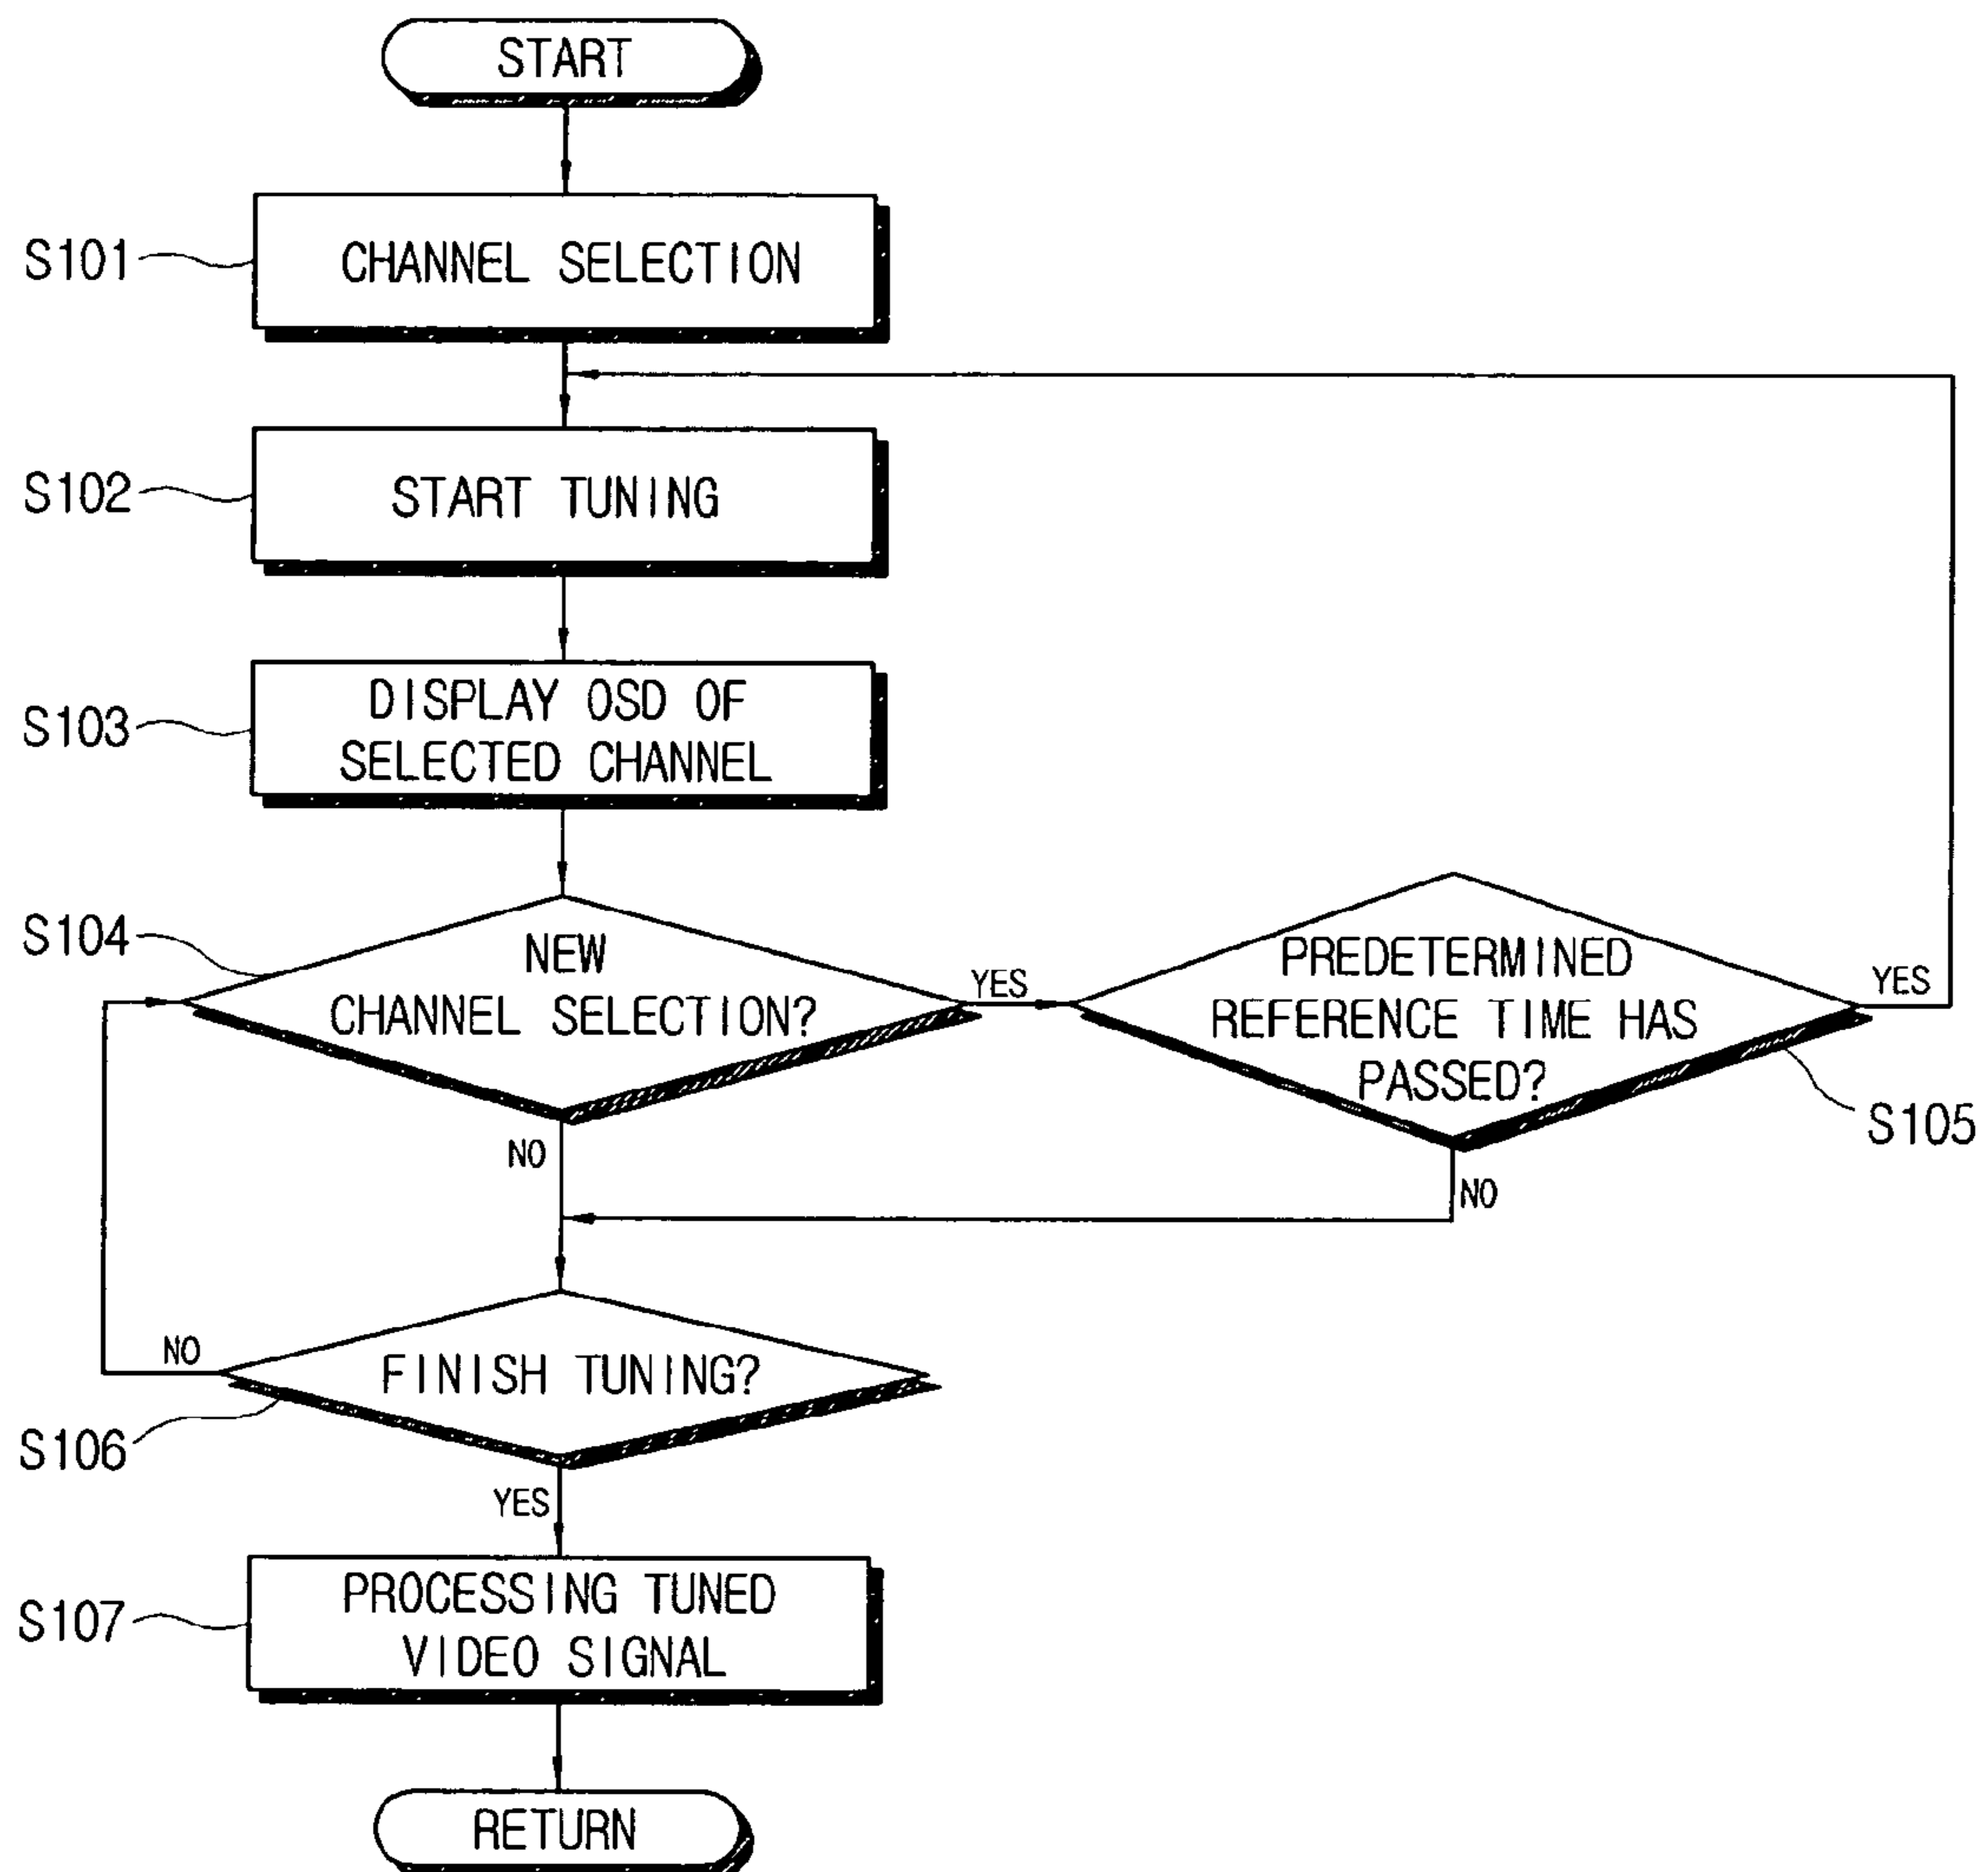 START
S101
CHANNEL SELECTION
S102
START TUNING
S103
DISPLAY OSD OF
SELECTED CHANNEL
S104
NEW
CHANNEL SELECTION?
YES
PREDETERMINED
REFERENCE TIME HAS
PASSED?
YES
S105
NO
NO
FINISH TUNING?
NO
S106
YES
S107
PROCESSING TUNED
VIDEO SIGNAL
RETURN